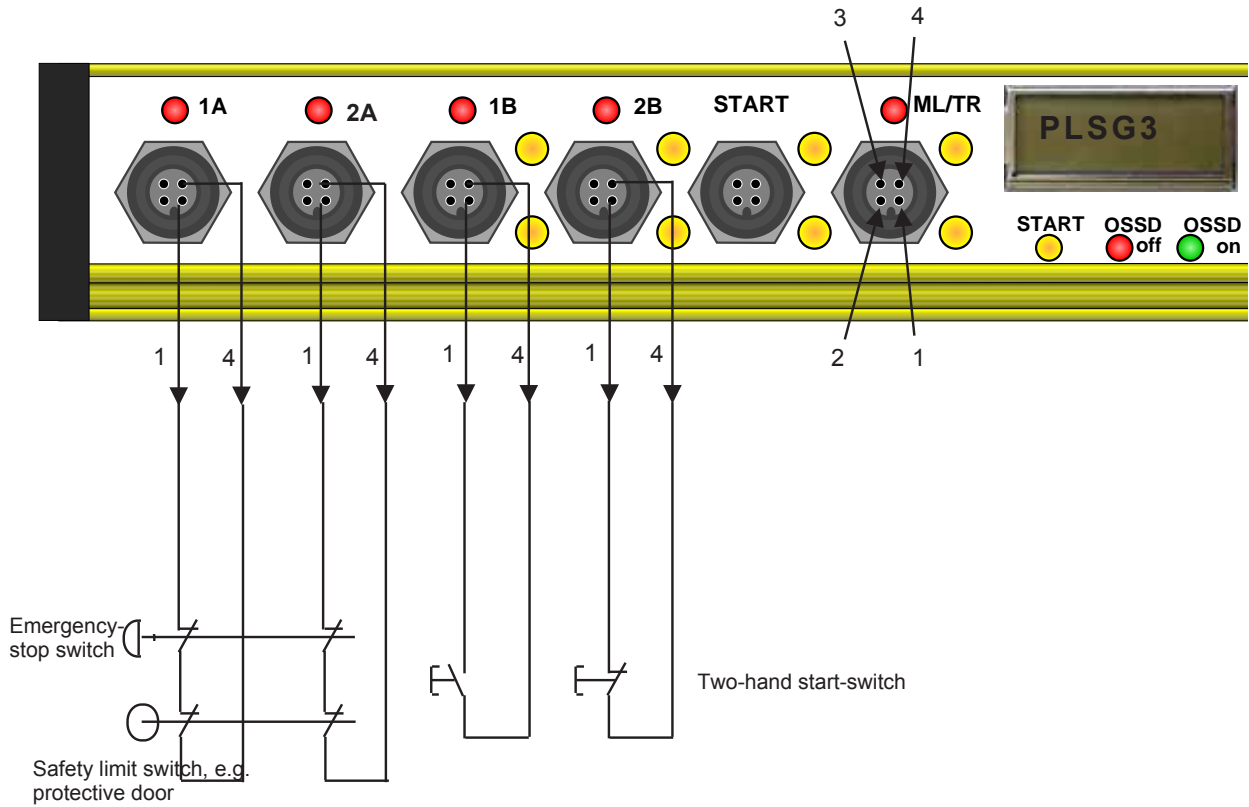 3 4
1A 2A 1B 2B START ML/TR
PLSG3
START OSSD off OSSD on
1 4 1 4 1 4 1 4 2 1
Emergency-
stop switch
Two-hand start-switch
Safety limit switch, e.g.
protective door